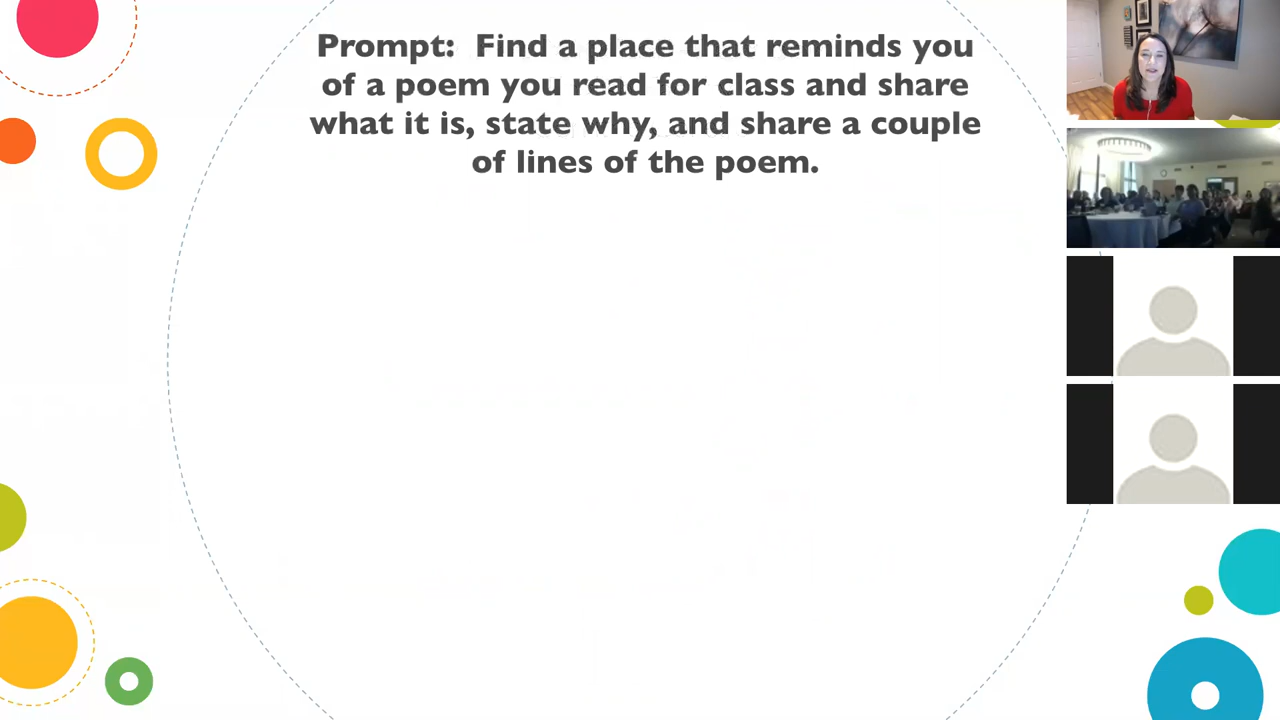 Prompt:  Find a place that reminds you
of a poem you read for class and share
what it is, state why, and share a couple
of lines of the poem.